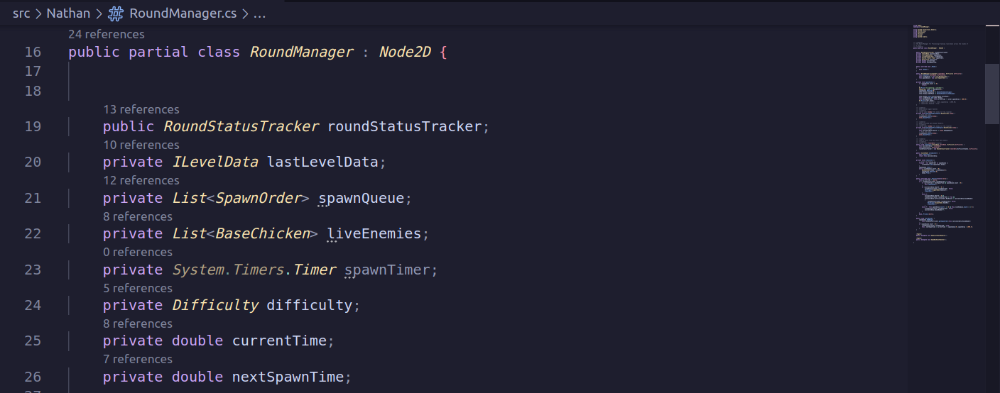 src > Nathan > RoundManager.cs > ...
24 references
16 public partial class RoundManager : Node2D {
17
18
13 references
19 public RoundStatusTracker roundStatusTracker;
10 references
20 private ILevelData lastLevelData;
12 references
21 private List<SpawnOrder> spawnQueue;
8 references
22 private List<BaseChicken> liveEnemies;
0 references
23 private System.Timers.Timer spawnTimer;
5 references
24 private Difficulty difficulty;
8 references
25 private double currentTime;
7 references
26 private double nextSpawnTime;
27